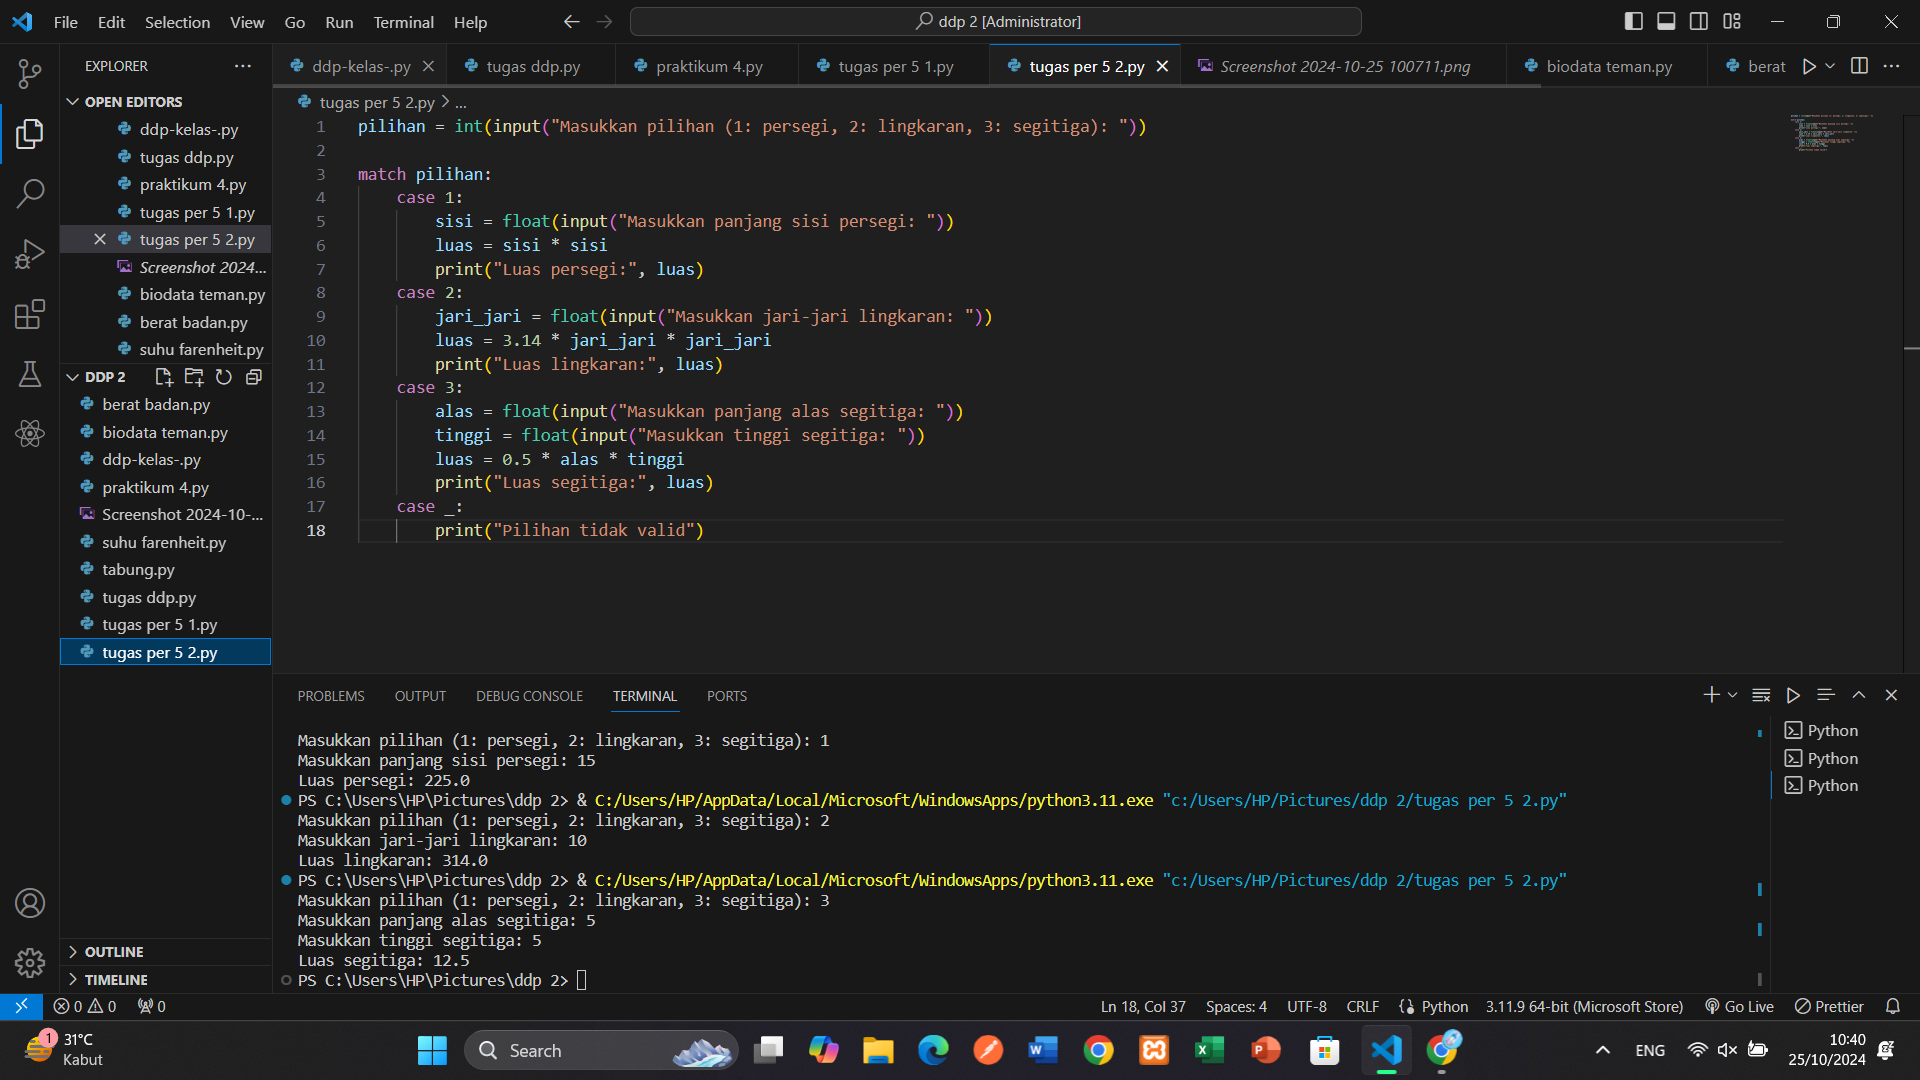 File Edit Selection View Go Run Terminal Help
ddp 2 [Administrator]
EXPLORER
ddp-kelas-.py
tugas ddp.py
praktikum 4.py
tugas per 5 1.py
tugas per 5 2.py
Screenshot 2024-10-25 100711.png
biodata teman.py
berat
OPEN EDITORS
ddp-kelas-.py
tugas ddp.py
praktikum 4.py
tugas per 5 1.py
tugas per 5 2.py
Screenshot 2024...
biodata teman.py
berat badan.py
suhu farenheit.py
DDP 2
berat badan.py
biodata teman.py
ddp-kelas-.py
praktikum 4.py
Screenshot 2024-10-...
suhu farenheit.py
tabung.py
tugas ddp.py
tugas per 5 1.py
tugas per 5 2.py
OUTLINE
TIMELINE
tugas per 5 2.py > ...
1 pilihan = int(input("Masukkan pilihan (1: persegi, 2: lingkaran, 3: segitiga): "))
2
3 match pilihan:
4 case 1:
5 sisi = float(input("Masukkan panjang sisi persegi: "))
6 luas = sisi * sisi
7 print("Luas persegi:", luas)
8 case 2:
9 jari_jari = float(input("Masukkan jari-jari lingkaran: "))
10 luas = 3.14 * jari_jari * jari_jari
11 print("Luas lingkaran:", luas)
12 case 3:
13 alas = float(input("Masukkan panjang alas segitiga: "))
14 tinggi = float(input("Masukkan tinggi segitiga: "))
15 luas = 0.5 * alas * tinggi
16 print("Luas segitiga:", luas)
17 case _:
18 print("Pilihan tidak valid")
PROBLEMS OUTPUT DEBUG CONSOLE TERMINAL PORTS
Masukkan pilihan (1: persegi, 2: lingkaran, 3: segitiga): 1
Masukkan panjang sisi persegi: 15
Luas persegi: 225.0
PS C:\Users\HP\Pictures\ddp 2> & C:/Users/HP/AppData/Local/Microsoft/WindowsApps/python3.11.exe "c:/Users/HP/Pictures/ddp 2/tugas per 5 2.py"
Masukkan pilihan (1: persegi, 2: lingkaran, 3: segitiga): 2
Masukkan jari-jari lingkaran: 10
Luas lingkaran: 314.0
PS C:\Users\HP\Pictures\ddp 2> & C:/Users/HP/AppData/Local/Microsoft/WindowsApps/python3.11.exe "c:/Users/HP/Pictures/ddp 2/tugas per 5 2.py"
Masukkan pilihan (1: persegi, 2: lingkaran, 3: segitiga): 3
Masukkan panjang alas segitiga: 5
Masukkan tinggi segitiga: 5
Luas segitiga: 12.5
PS C:\Users\HP\Pictures\ddp 2>
Python
Python
Python
0 0 0
Ln 18, Col 37 Spaces: 4 UTF-8 CRLF {} Python 3.11.9 64-bit (Microsoft Store) Go Live Prettier
1
31°C
Kabut
Search
ENG
10:40
25/10/2024